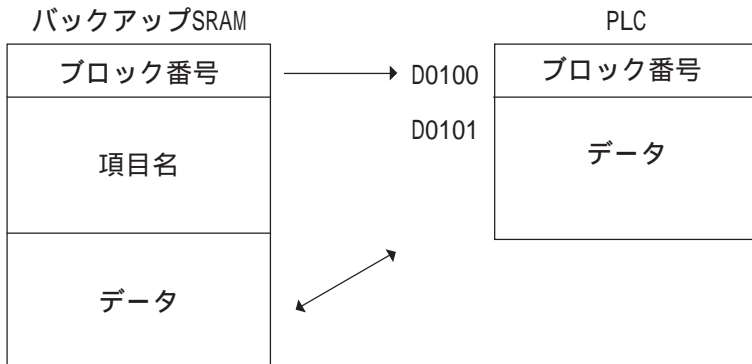 バックアップSRAM
PLC
ブロック番号
D0100
ブロック番号
D0101
項目名
データ
データ